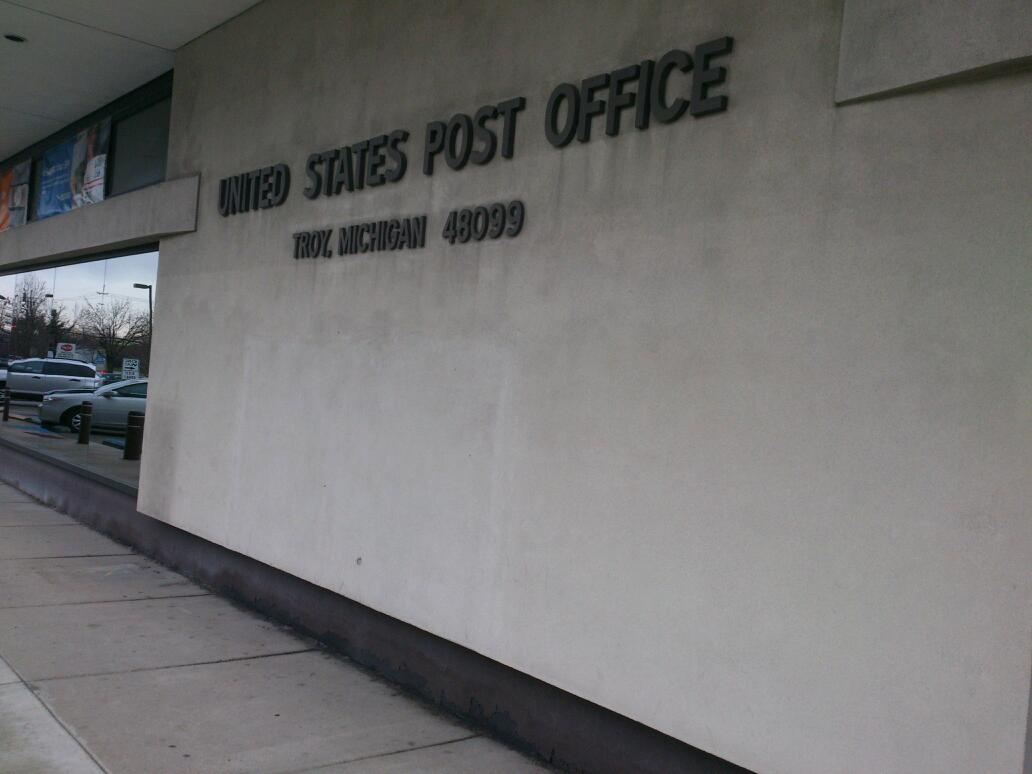 UNITED STATES POST OFFICE
TROY, MICHIGAN 48099